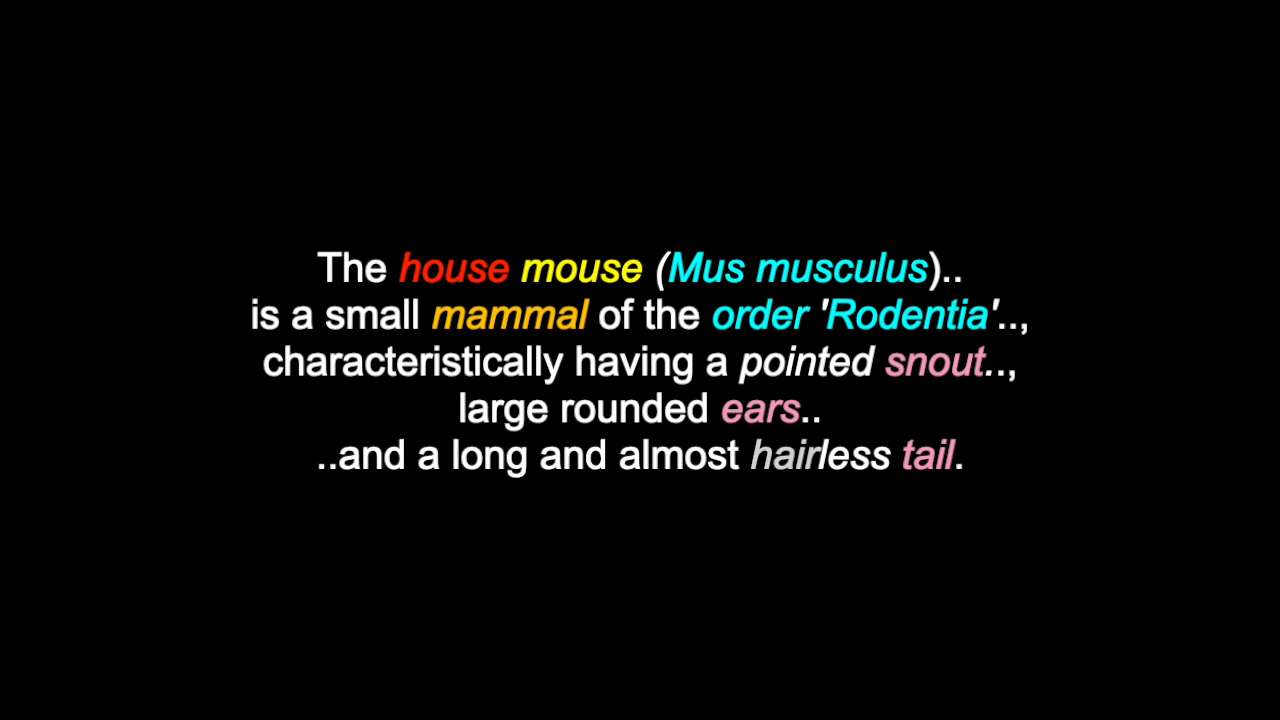 The house mouse (Mus musculus)..
is a small mammal of the order 'Rodentia'..,
characteristically having a pointed snout..,
large rounded ears..
..and a long and almost hairless tail.